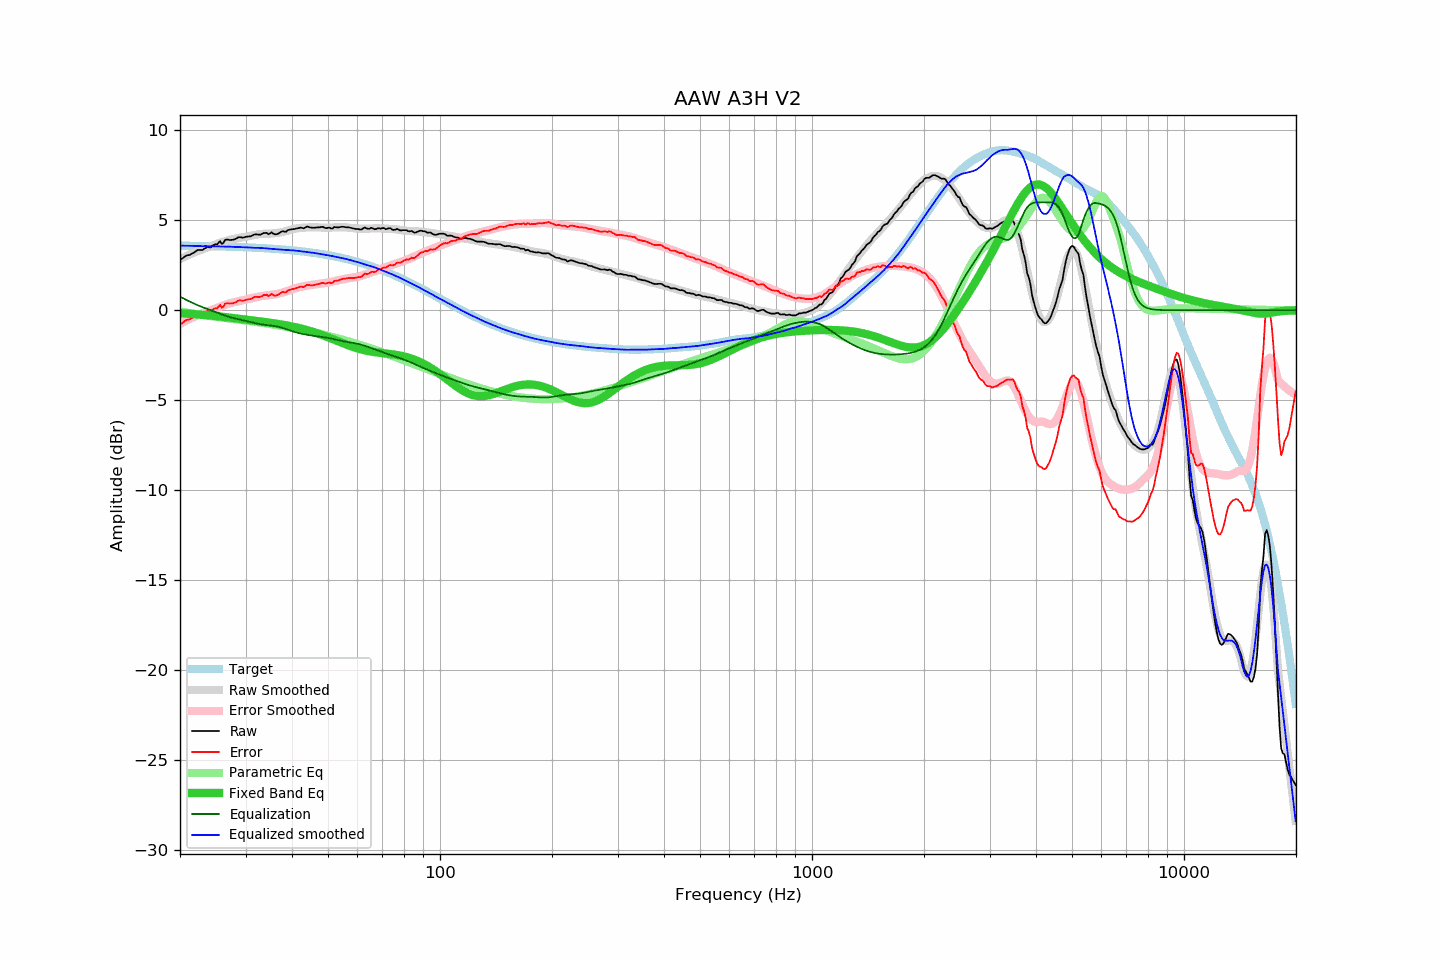 AAW A3H V2
10
5
0
−5
−10
−15
−20
−25
−30
Amplitude (dBr)
Target
Raw Smoothed
Error Smoothed
Raw
Error
Parametric Eq
Fixed Band Eq
Equalization
Equalized smoothed
100
1000
10000
Frequency (Hz)